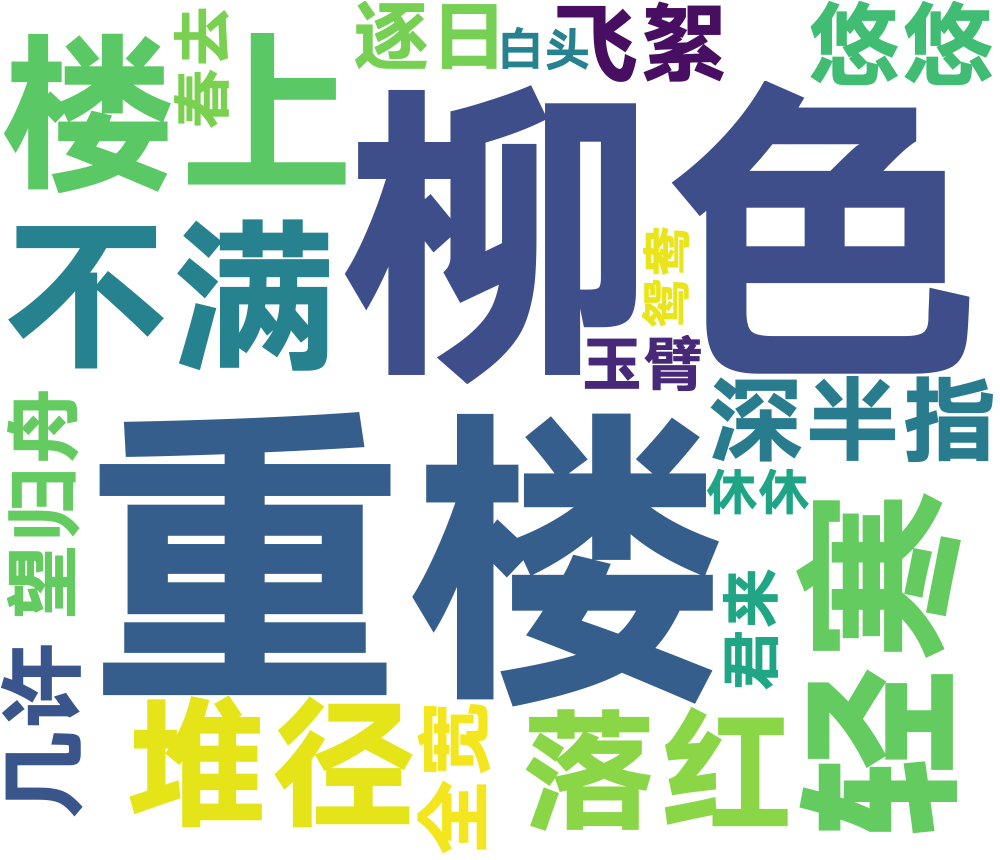 楼上
春去
逐日
白头
飞絮
悠悠
柳色
不满
鸳鸯
玉臂
深半指
望归舟
重楼
休休
轻寒
君来
几许
堆径
全宽
落红